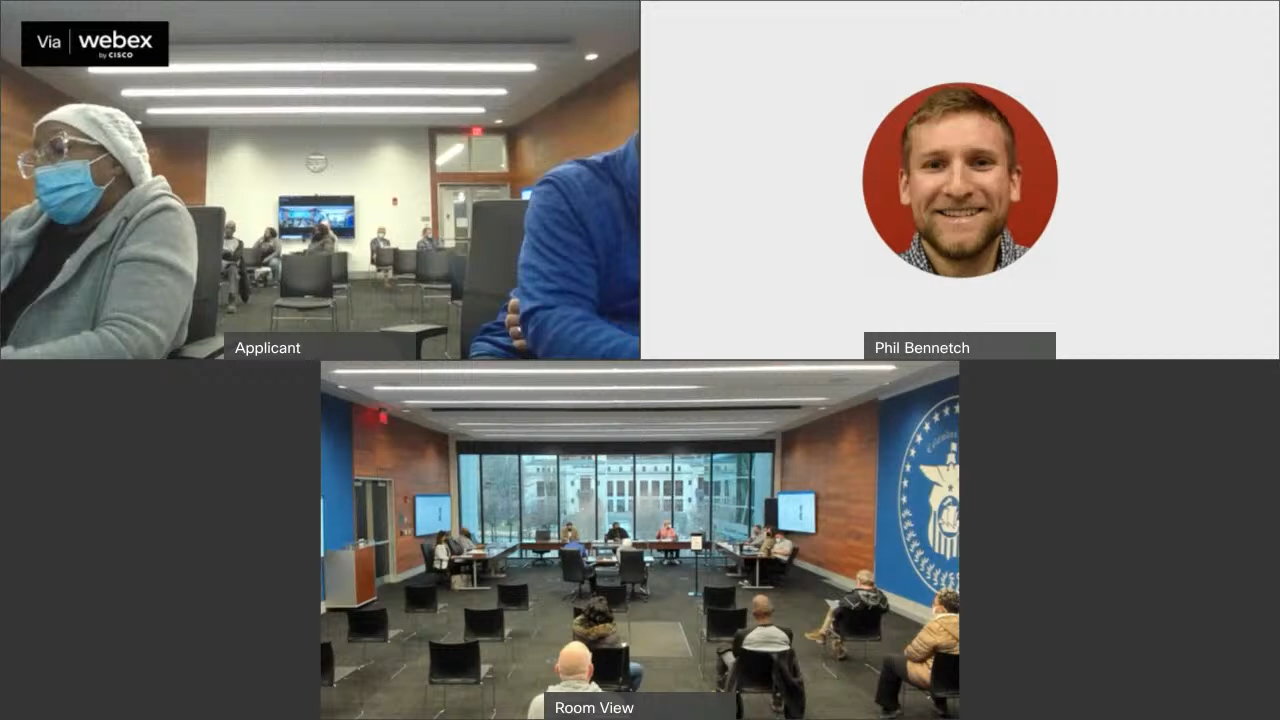 Via | webex
by CISCO
Applicant
Phil Bennetch
Room View